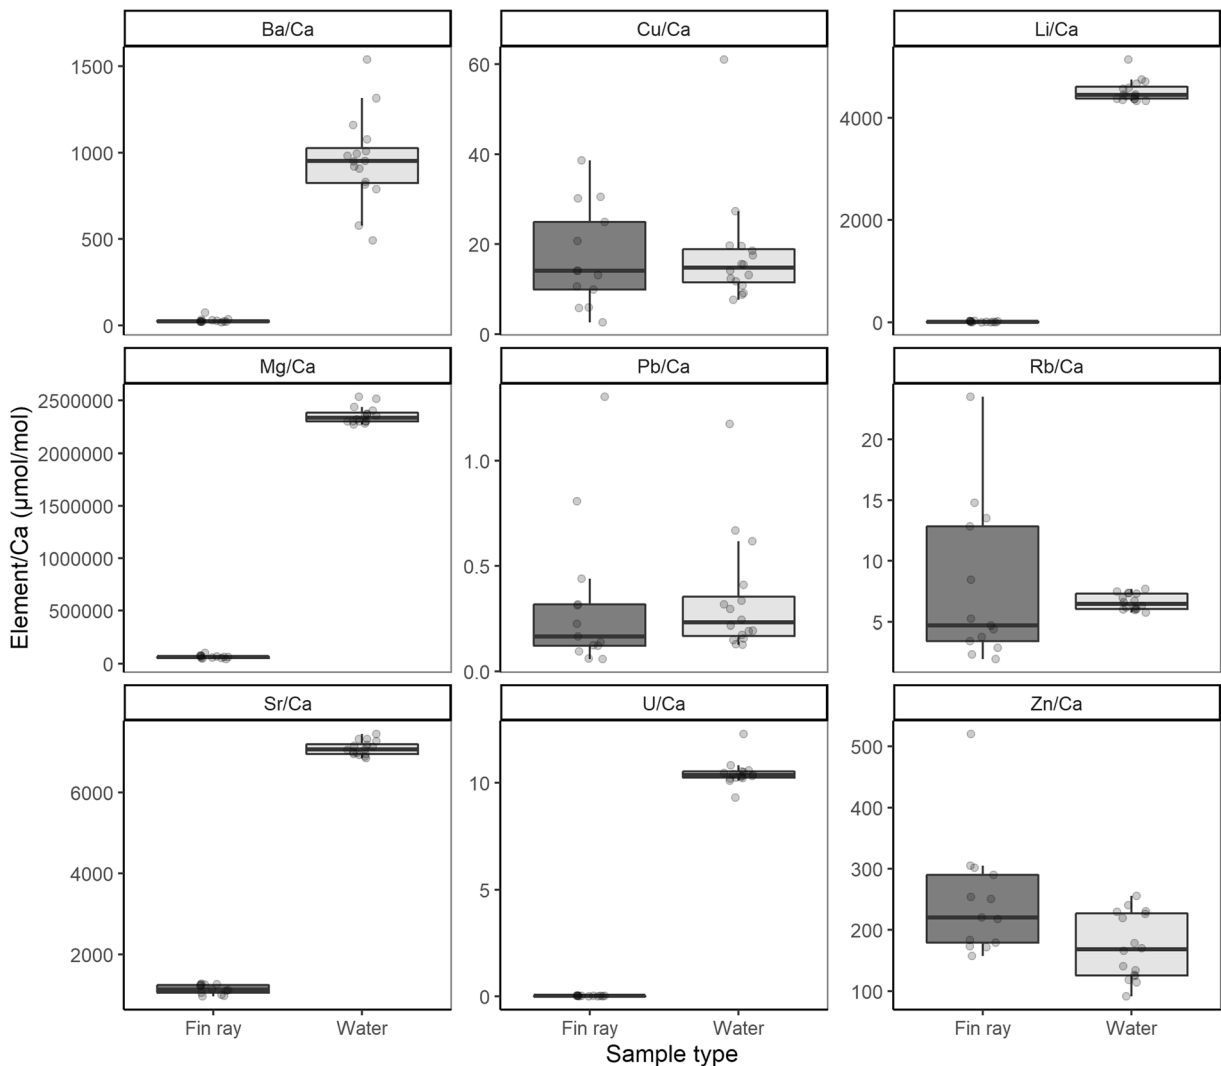 Ba/Ca
Cu/Ca
Li/Ca
1500
1000
500
0
60
40
20
0
4000
2000
0
Mg/Ca
Pb/Ca
Rb/Ca
2500000
2000000
1500000
1000000
500000
0
1.0
0.5
0.0
20
15
10
5
Sr/Ca
U/Ca
Zn/Ca
6000
4000
2000
10
5
0
500
400
300
200
100
Fin ray
Water
Fin ray
Water
Fin ray
Water
Sample type
Element/Ca (μmol/mol)